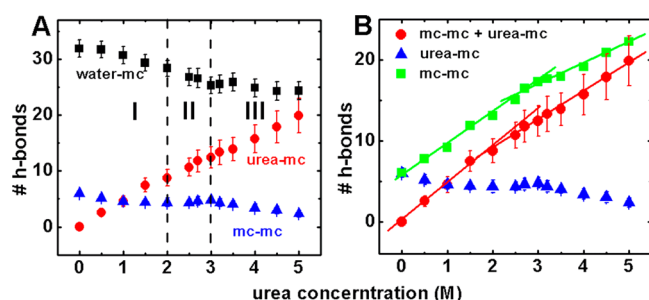 A
B
# h-bonds
30
20
10
0
water-mc
I
II
III
urea-mc
mc-mc
0 1 2 3 4 5
# h-bonds
20
10
0
mc-mc + urea-mc
urea-mc
mc-mc
0 1 2 3 4 5
urea concerntration (M)